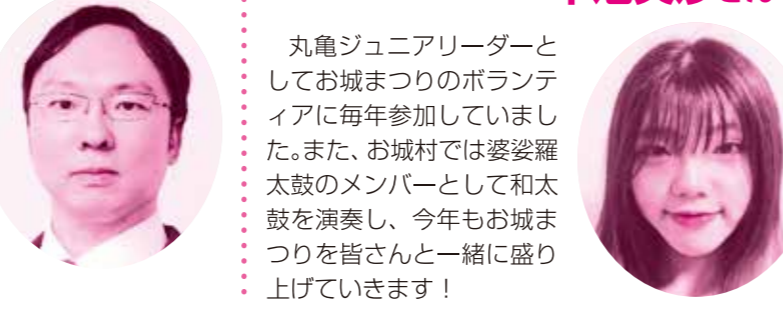 丸亀ジュニアリーダーと
してお城まつりのボランテ
ィアに毎年参加していまし
た。また、お城村では婆娑羅
太鼓のメンバーとして和太
鼓を演奏し、今年もお城ま
つりを皆さんと一緒に盛り
上げていきます！